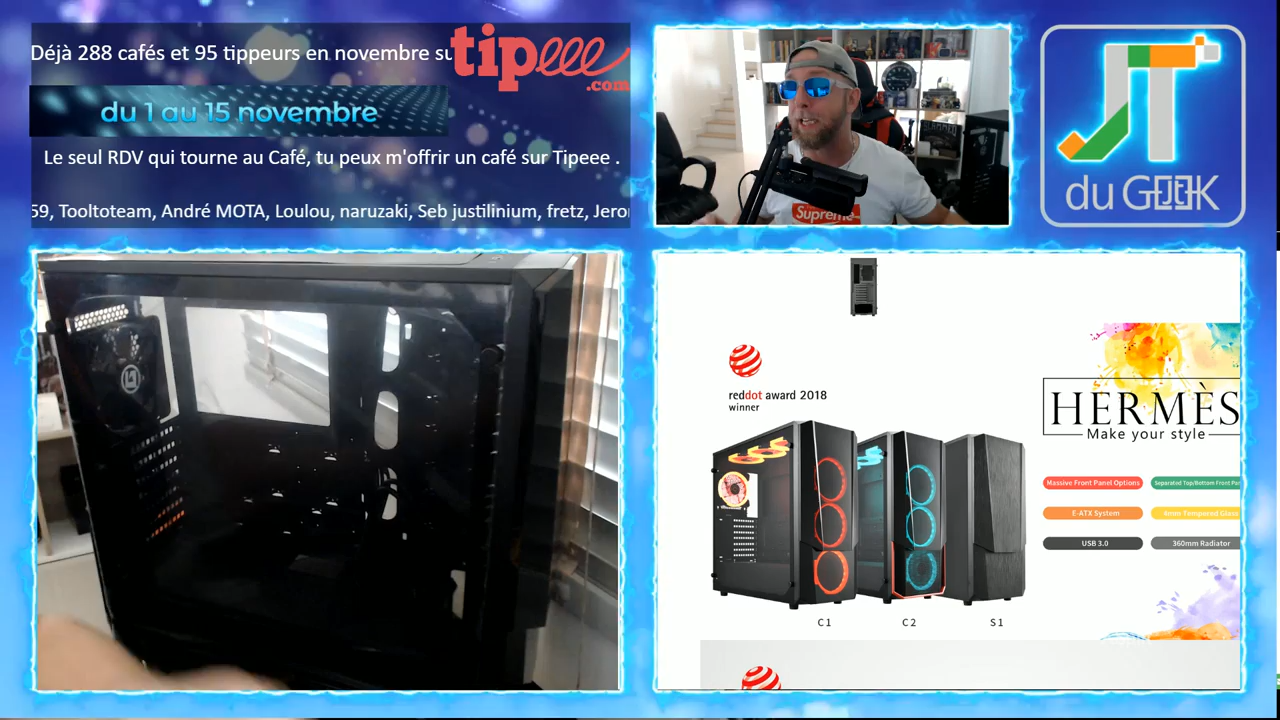 Déjà 288 cafés et 95 tippeurs en novembre su
tipeee
.com
du 1 au 15 novembre
Le seul RDV qui tourne au Café, tu peux m'offrir un café sur Tipeee .
59, Tooltoteam, André MOTA, Loulou, naruzaki, Seb justilinium, fretz, Jero
Supreme
JT
du GEEK
reddot award 2018
winner
HERMÈS
Make your style
Massive Front Panel Options
Separated Top/Bottom Front Pa
E-ATX System
4mm Tempered Glass
USB 3.0
360mm Radiator
C1
C2
S1